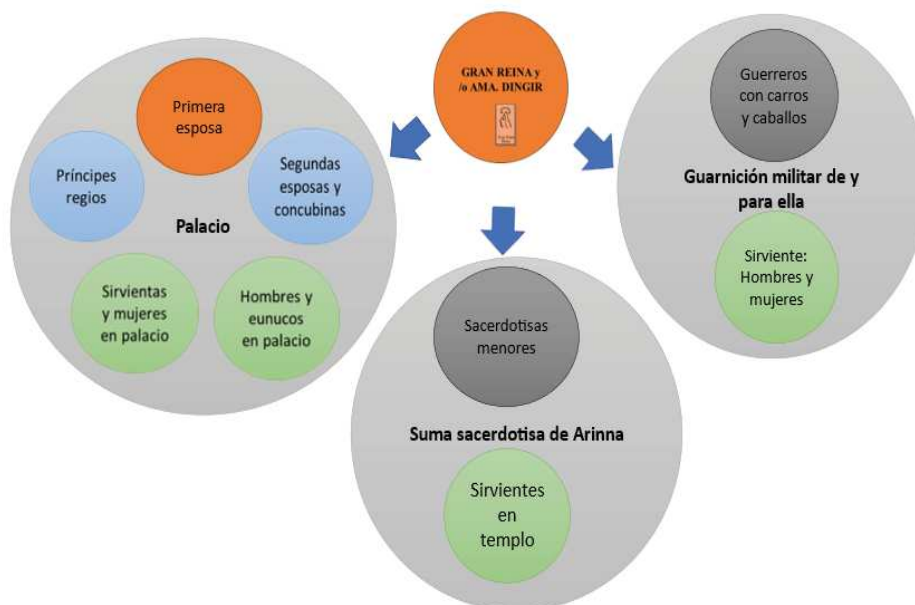 GRAN REINA y
/o AMA. DINGIR
Primera
esposa
Príncipes
regios
Segundas
esposas y
concubinas
Palacio
Sirvientas
y mujeres
en palacio
Hombres y
eunucos
en palacio
Guerreros
con carros
y caballos
Guarnición militar de y
para ella
Sirviente:
Hombres y
mujeres
Sacerdotisas
menores
Suma sacerdotisa de Arinna
Sirvientes
en
templo